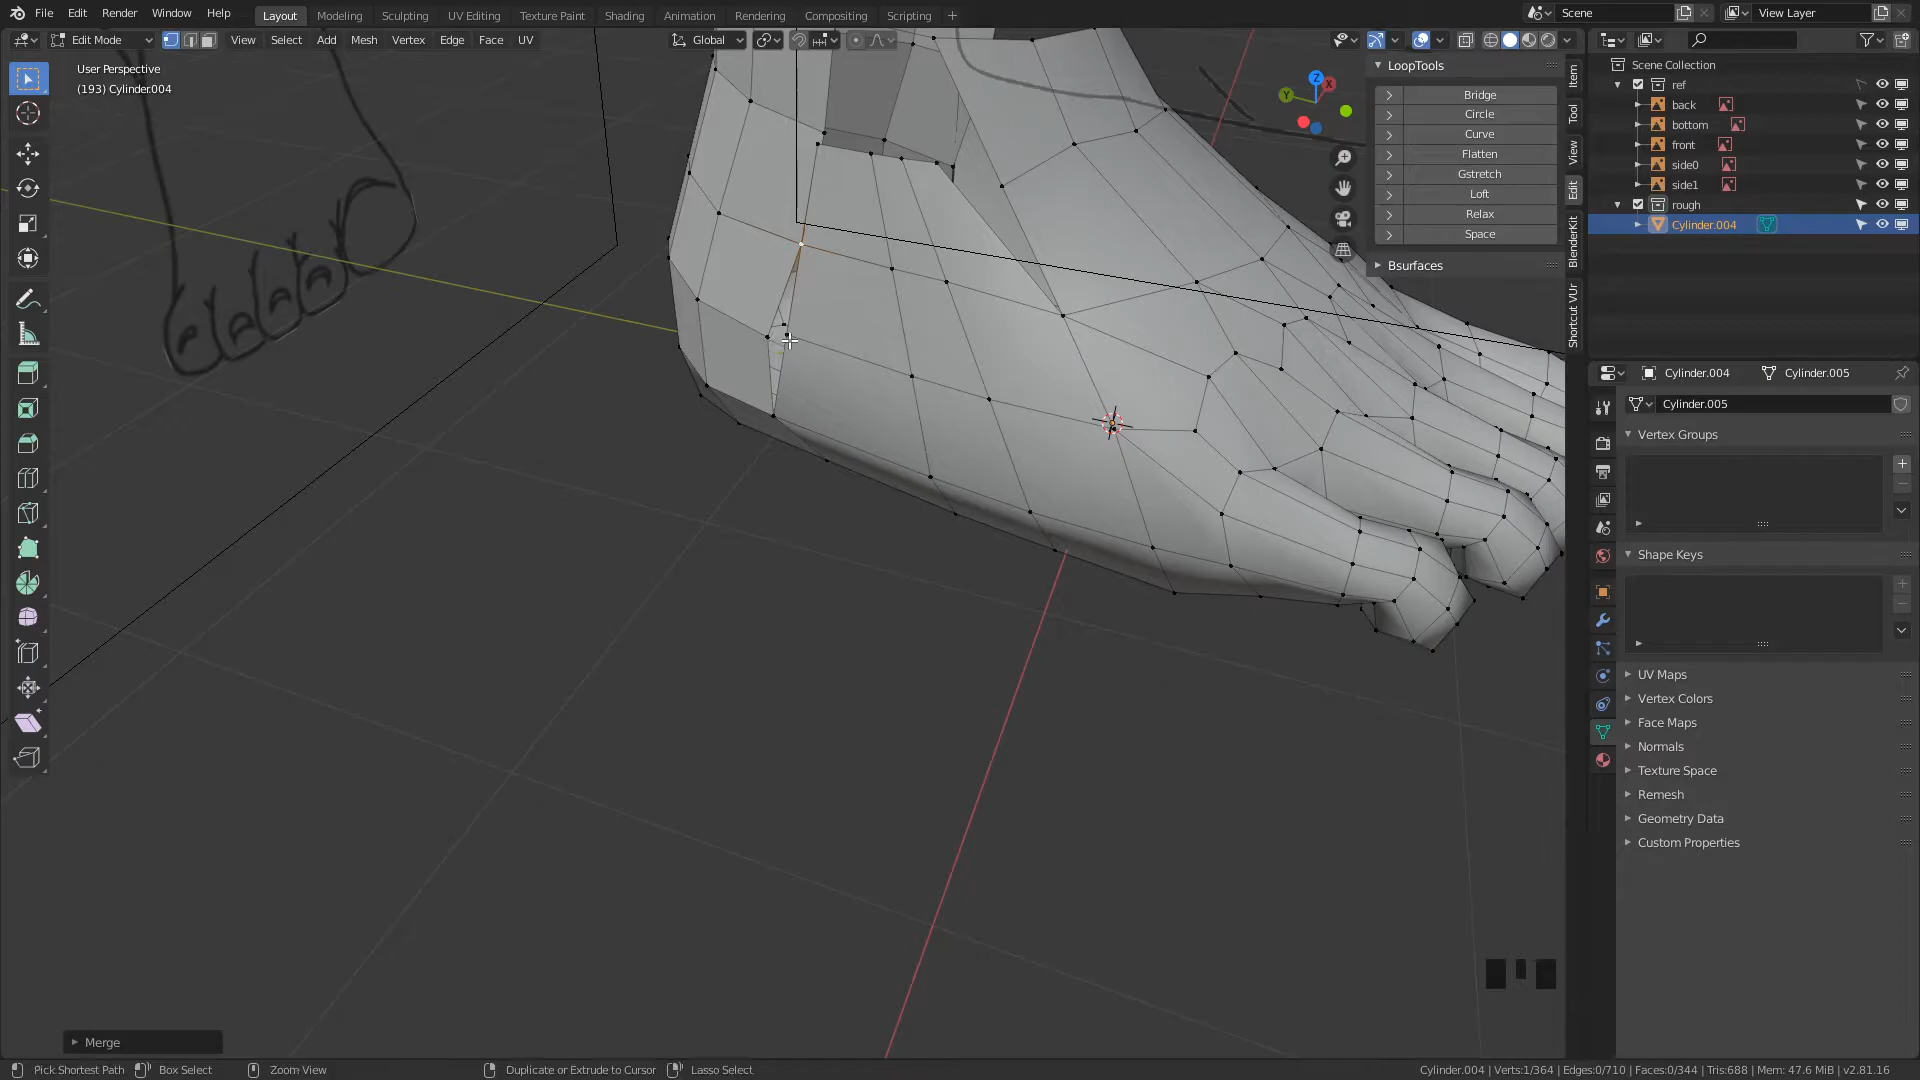 File Edit Render Window Help Layout Modeling Sculpting UV Editing Texture Paint Shading Animation Rendering Compositing Scripting + Scene View Layer
Edit Mode View Select Add Mesh Vertex Edge Face UV Global
User Perspective
(193) Cylinder.004
LoopTools
Bridge
Circle
Curve
Flatten
Gstretch
Loft
Relax
Space
Bsurfaces
Item
Tool
View
Edit
BlenderKit
Shortcut VUr
Z
X
Y
Scene Collection
ref
back
bottom
front
side0
side1
rough
Cylinder.004
Cylinder.004 Cylinder.005
Cylinder.005
Vertex Groups
Shape Keys
UV Maps
Vertex Colors
Face Maps
Normals
Texture Space
Remesh
Geometry Data
Custom Properties
Merge
Pick Shortest Path Box Select Zoom View Duplicate or Extrude to Cursor Lasso Select Cylinder.004 | Verts:1/364 | Edges:0/710 | Faces:0/344 | Tris:688 | Mem: 47.6 MiB | v2.81.16